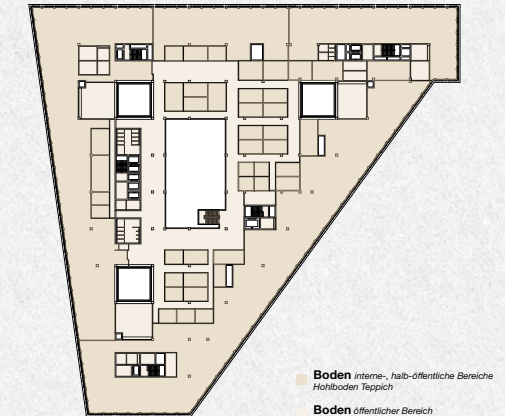 Boden interne-, halb-öffentliche Bereiche
Hohlboden Teppich
Boden öffentlicher Bereich